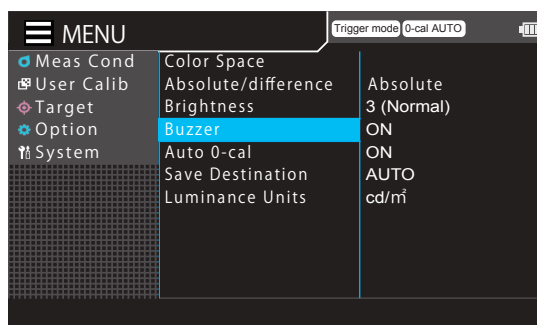 MENU
Trigger mode 0-cal AUTO
Meas Cond
User Calib
Target
Option
System
Color Space
Absolute/difference Absolute
Brightness 3 (Normal)
Buzzer ON
Auto 0-cal ON
Save Destination AUTO
Luminance Units cd/㎡